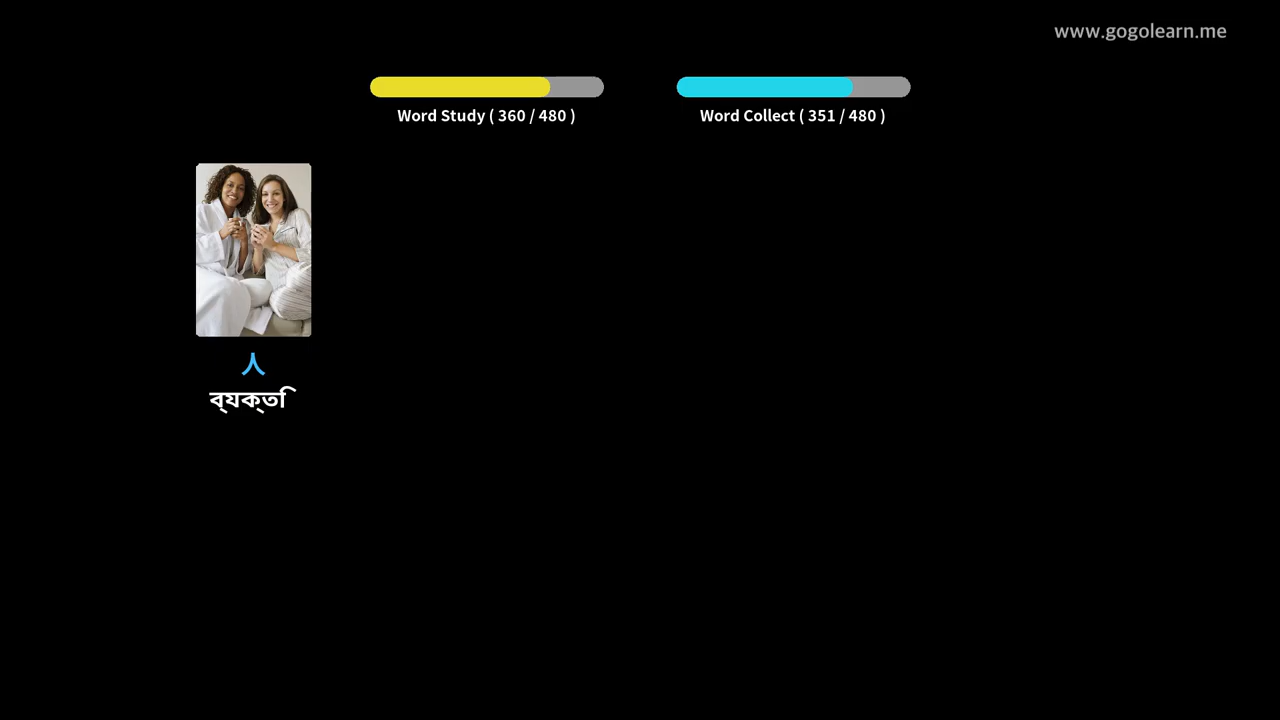 www.gogolearn.me
Word Study ( 360 / 480 )
Word Collect ( 351 / 480 )
人
ব্যক্তি